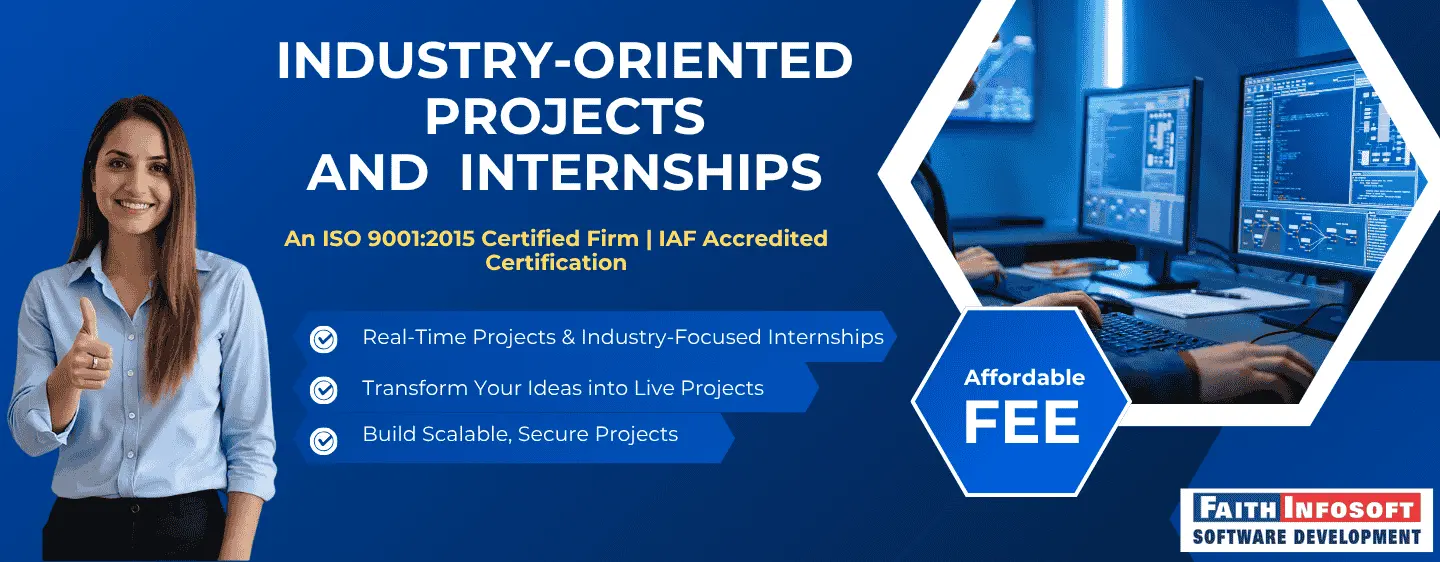 INDUSTRY-ORIENTED
PROJECTS
AND INTERNSHIPS
An ISO 9001:2015 Certified Firm | IAF Accredited
Certification
Real-Time Projects & Industry-Focused Internships
Transform Your Ideas into Live Projects
Build Scalable, Secure Projects
Affordable
FEE
FAITH INFOSOFT
SOFTWARE DEVELOPMENT